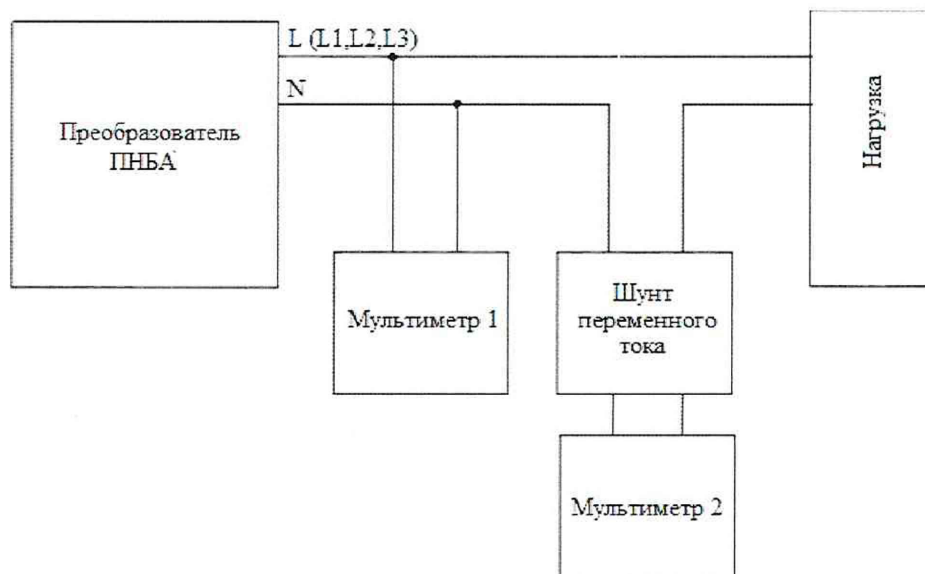 L (L1,L2,L3)
N
Преобразователь
ПНБА
Нагрузка
Мультиметр 1
Шунт
переменного
тока
Мультиметр 2